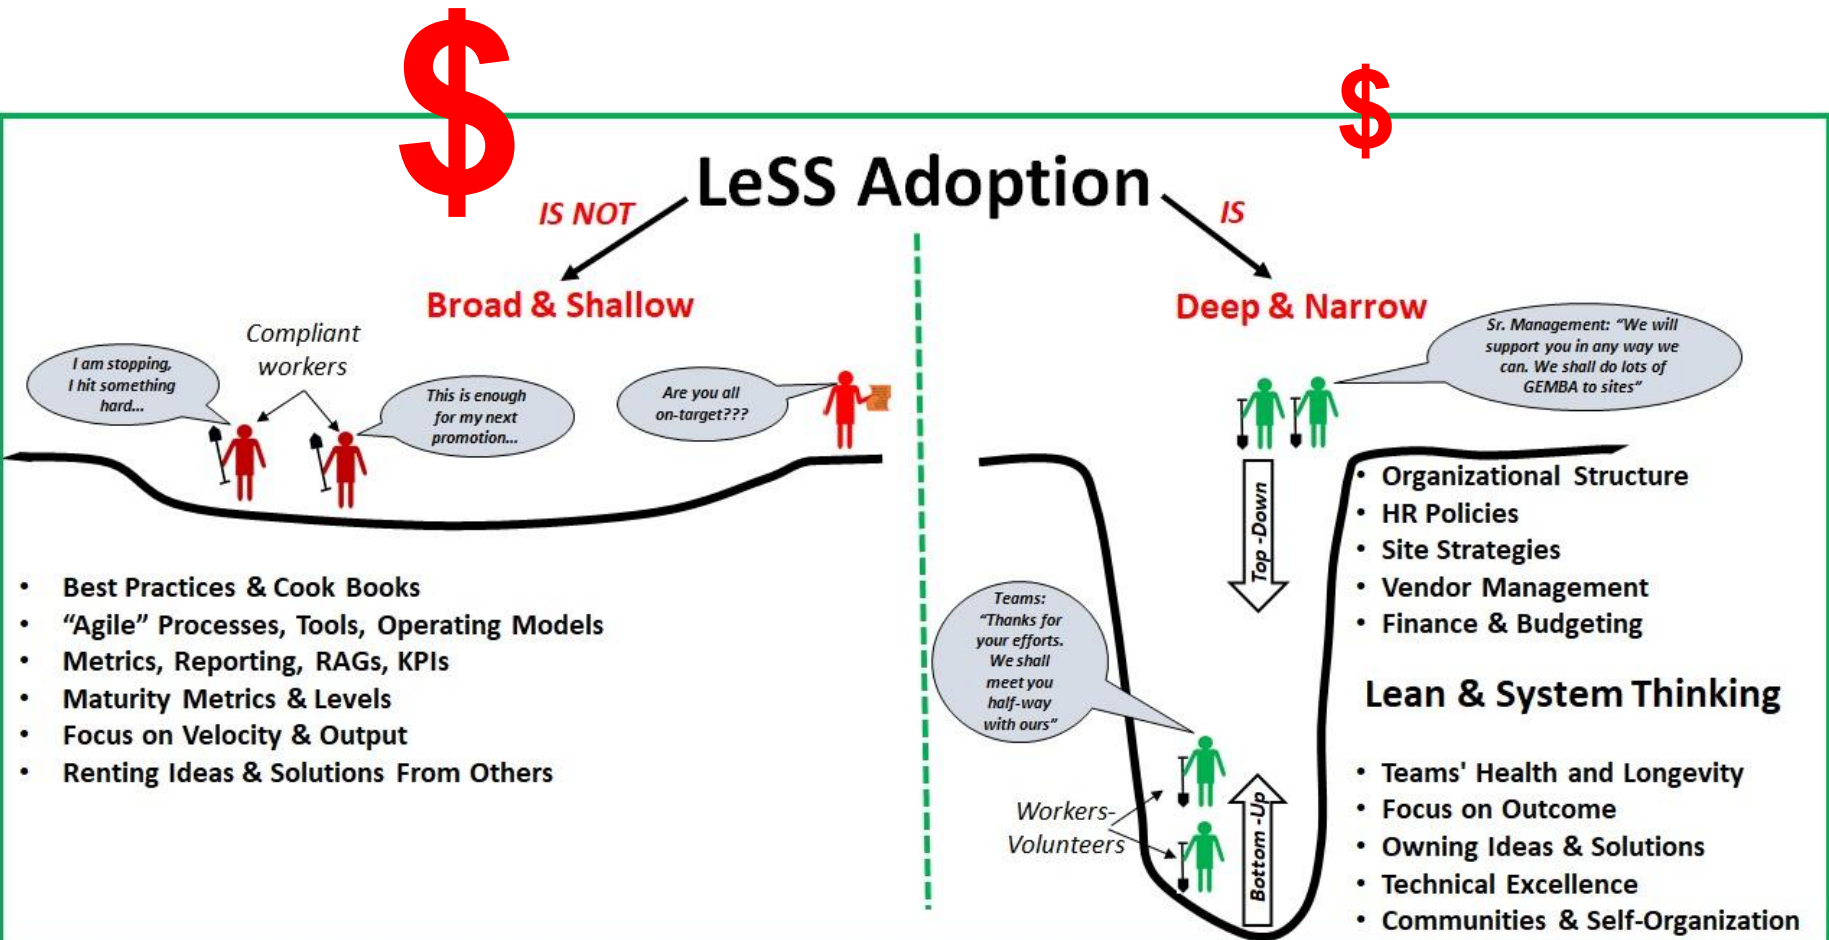 $
$
LeSS Adoption
IS NOT
IS
Broad & Shallow
Compliant
workers
I am stopping,
I hit something
hard...
This is enough
for my next
promotion...
Are you all
on-target???
• Best Practices & Cook Books
• “Agile” Processes, Tools, Operating Models
• Metrics, Reporting, RAGs, KPIs
• Maturity Metrics & Levels
• Focus on Velocity & Output
• Renting Ideas & Solutions From Others
Deep & Narrow
Sr. Management: “We will
support you in any way we
can. We shall do lots of
GEMBA to sites”
Top -Down
• Organizational Structure
• HR Policies
• Site Strategies
• Vendor Management
• Finance & Budgeting
Teams:
“Thanks for
your efforts.
We shall
meet you
half-way
with ours”
Lean & System Thinking
Workers-
Volunteers
Bottom -Up
• Teams' Health and Longevity
• Focus on Outcome
• Owning Ideas & Solutions
• Technical Excellence
• Communities & Self-Organization